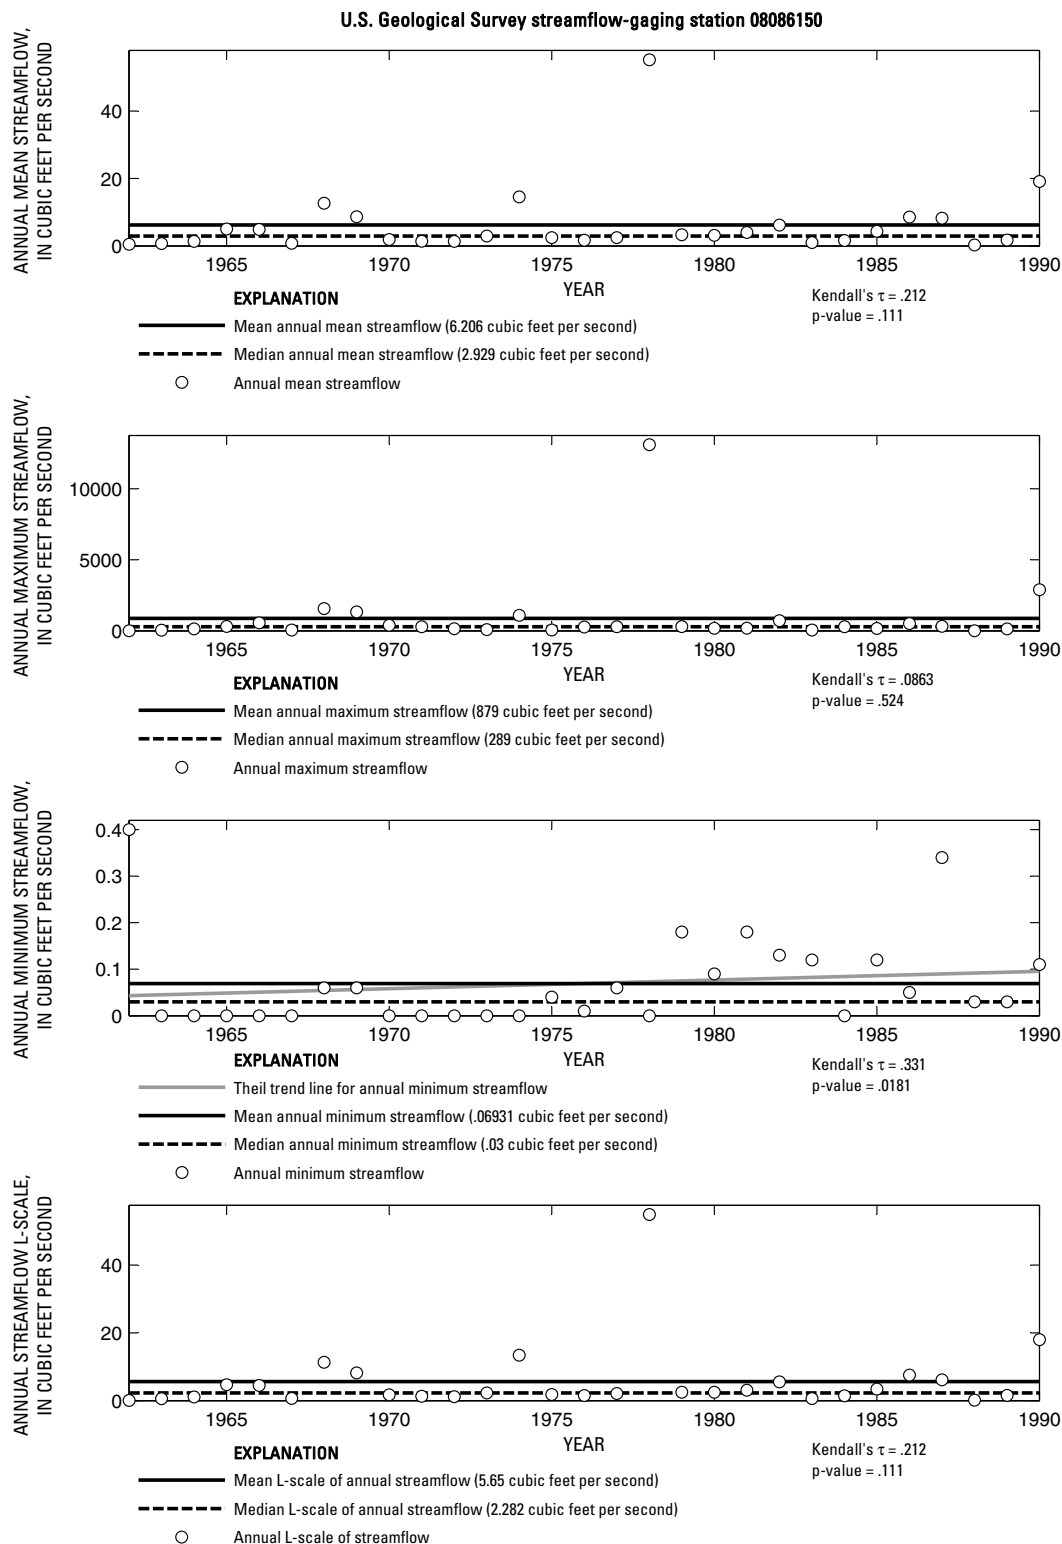 U.S. Geological Survey streamflow-gaging station 08086150
ANNUAL MEAN STREAMFLOW,
IN CUBIC FEET PER SECOND
40
20
0
1965 1970 1975 1980 1985 1990
YEAR
Kendall's τ = .212
p-value = .111
EXPLANATION
Mean annual mean streamflow (6.206 cubic feet per second)
Median annual mean streamflow (2.929 cubic feet per second)
Annual mean streamflow
ANNUAL MAXIMUM STREAMFLOW,
IN CUBIC FEET PER SECOND
10000
5000
0
1965 1970 1975 1980 1985 1990
YEAR
Kendall's τ = .0863
p-value = .524
EXPLANATION
Mean annual maximum streamflow (879 cubic feet per second)
Median annual maximum streamflow (289 cubic feet per second)
Annual maximum streamflow
ANNUAL MINIMUM STREAMFLOW,
IN CUBIC FEET PER SECOND
0.4
0.3
0.2
0.1
0
1965 1970 1975 1980 1985 1990
YEAR
Kendall's τ = .331
p-value = .0181
EXPLANATION
Theil trend line for annual minimum streamflow
Mean annual minimum streamflow (.06931 cubic feet per second)
Median annual minimum streamflow (.03 cubic feet per second)
Annual minimum streamflow
ANNUAL STREAMFLOW L-SCALE,
IN CUBIC FEET PER SECOND
40
20
0
1965 1970 1975 1980 1985 1990
YEAR
Kendall's τ = .212
p-value = .111
EXPLANATION
Mean L-scale of annual streamflow (5.65 cubic feet per second)
Median L-scale of annual streamflow (2.282 cubic feet per second)
Annual L-scale of streamflow